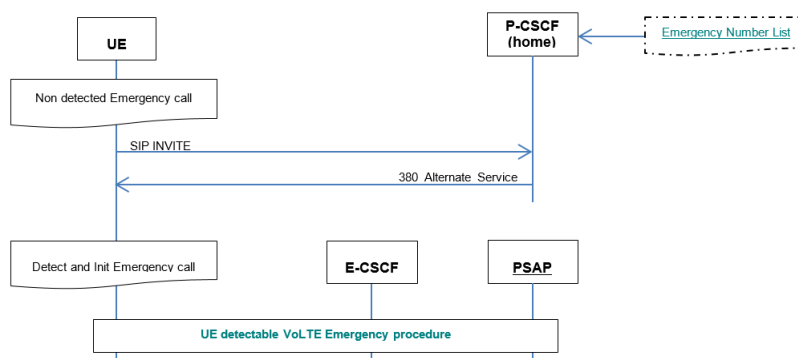 UE
P-CSCF
(home)
Emergency Number List
Non detected Emergency call
SIP INVITE
380 Alternate Service
Detect and Init Emergency call
E-CSCF
PSAP
UE detectable VoLTE Emergency procedure